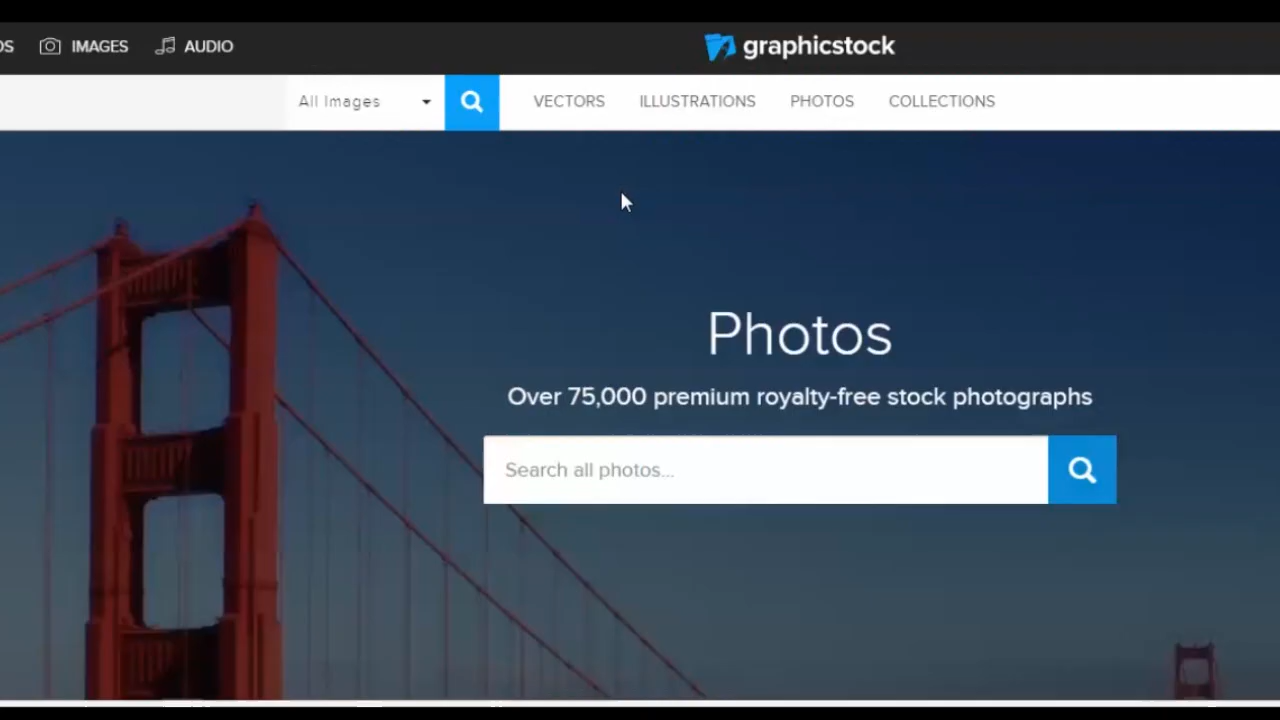 OS IMAGES AUDIO graphicstock
All Images VECTORS ILLUSTRATIONS PHOTOS COLLECTIONS
Photos
Over 75,000 premium royalty-free stock photographs
Search all photos...